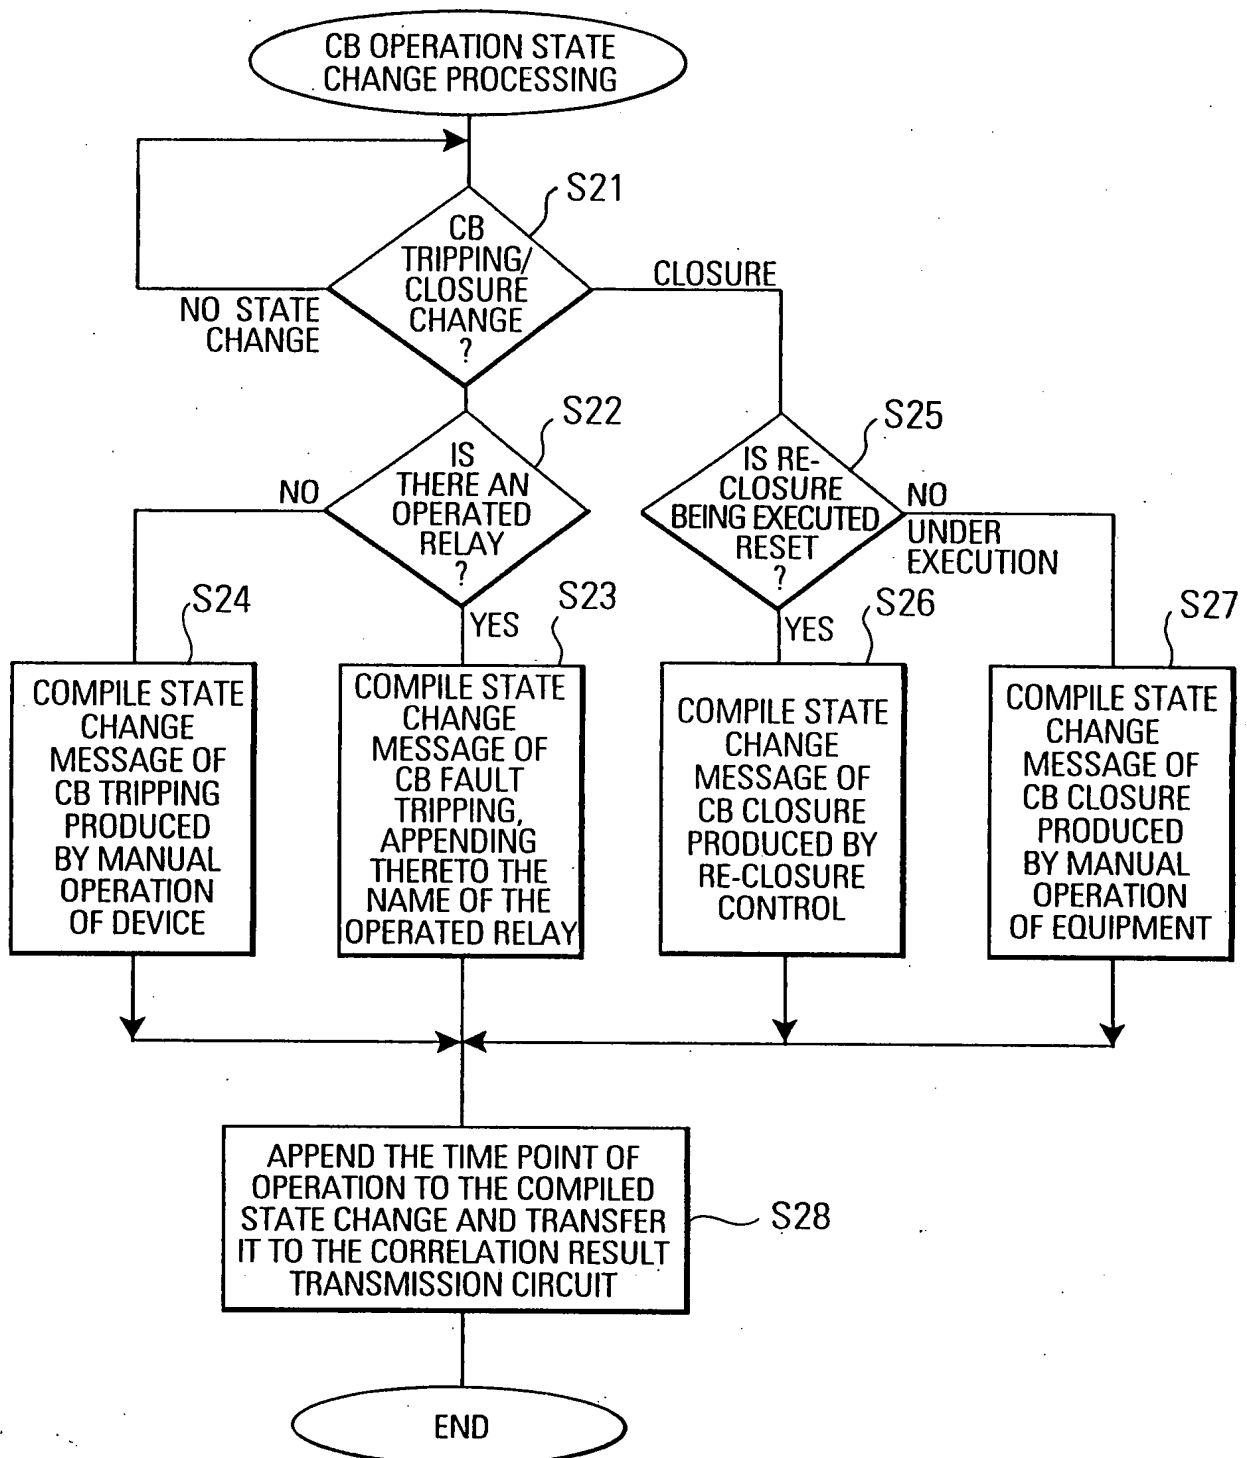 CB OPERATION STATE
CHANGE PROCESSING
S21
CB
TRIPPING/
CLOSURE
CHANGE
?
CLOSURE
NO STATE
CHANGE
S22
IS
THERE AN
OPERATED
RELAY
?
NO
YES
S25
IS RE-
CLOSURE
BEING EXECUTED
RESET
?
NO
UNDER
EXECUTION
YES
S24
COMPILE STATE
CHANGE
MESSAGE OF
CB TRIPPING
PRODUCED
BY MANUAL
OPERATION
OF DEVICE
S23
COMPILE STATE
CHANGE
MESSAGE OF
CB FAULT
TRIPPING,
APPENDING
THERETO THE
NAME OF THE
OPERATED RELAY
S26
COMPILE STATE
CHANGE
MESSAGE OF
CB CLOSURE
PRODUCED BY
RE-CLOSURE
CONTROL
S27
COMPILE STATE
CHANGE
MESSAGE OF
CB CLOSURE
PRODUCED
BY MANUAL
OPERATION
OF EQUIPMENT
APPEND THE TIME POINT OF
OPERATION TO THE COMPILED
STATE CHANGE AND TRANSFER
IT TO THE CORRELATION RESULT
TRANSMISSION CIRCUIT
S28
END